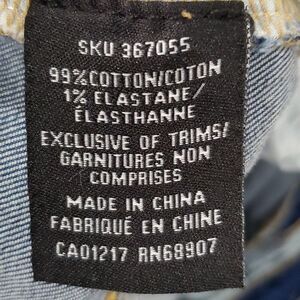 SKU 367055
99%COTTON/COTON
1% ELASTANE/
ÉLASTHANNE
EXCLUSIVE OF TRIMS/
GARNITURES NON
COMPRISES
MADE IN CHINA
FABRIQUÉ EN CHINE
CA01217 RN68907